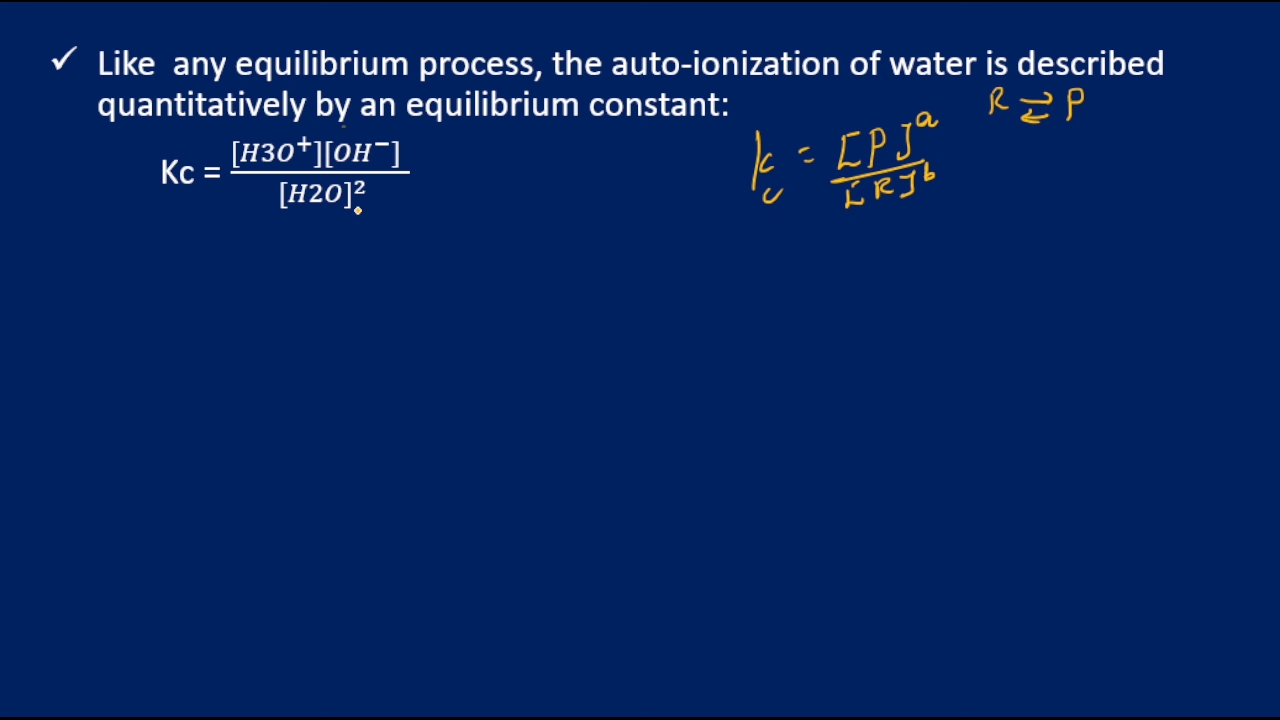 ✓ Like any equilibrium process, the auto-ionization of water is described
quantitatively by an equilibrium constant:
R ⇄ P
Kc = [H3O⁺][OH⁻] / [H2O]²
Kc = [P]ᵃ / [R]ᵇ